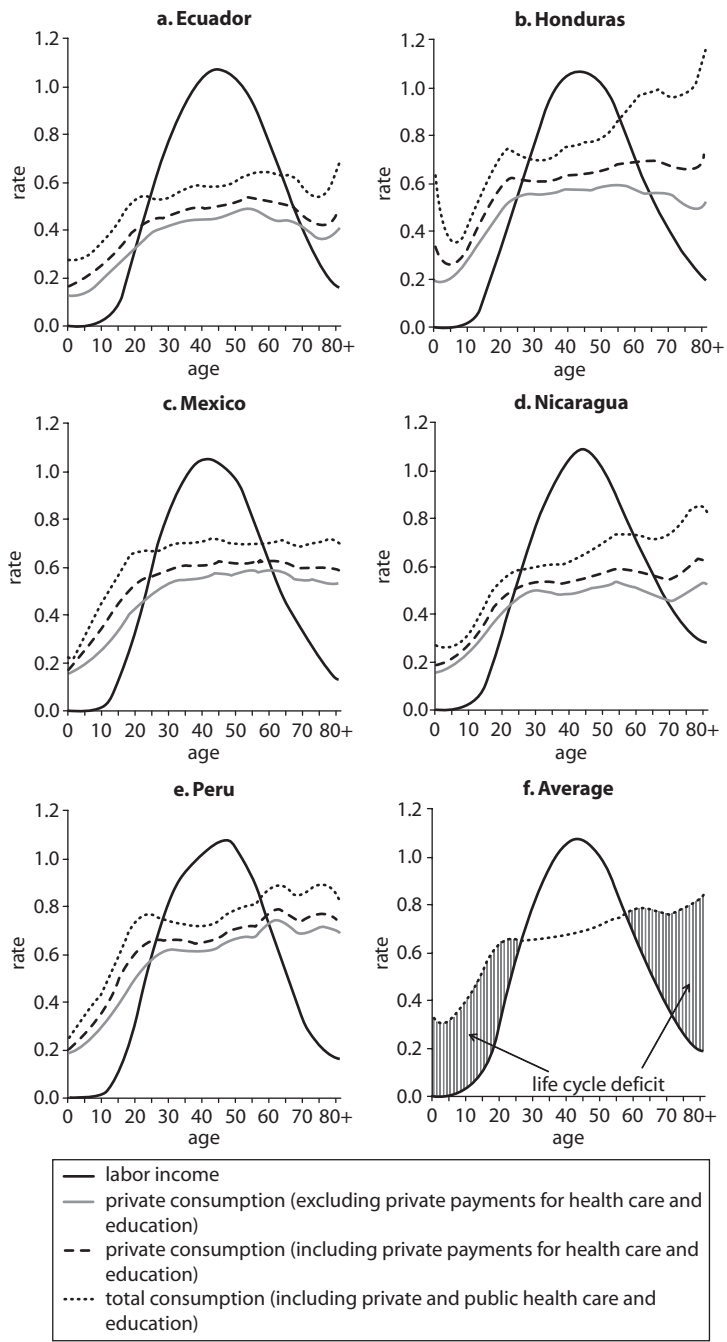 a. Ecuador
1.2
1.0
0.8
0.6
0.4
0.2
0.0
rate
0 10 20 30 40 50 60 70 80+
age
b. Honduras
1.2
1.0
0.8
0.6
0.4
0.2
0.0
rate
0 10 20 30 40 50 60 70 80+
age
c. Mexico
1.2
1.0
0.8
0.6
0.4
0.2
0.0
rate
0 10 20 30 40 50 60 70 80+
age
d. Nicaragua
1.2
1.0
0.8
0.6
0.4
0.2
0.0
rate
0 10 20 30 40 50 60 70 80+
age
e. Peru
1.2
1.0
0.8
0.6
0.4
0.2
0.0
rate
0 10 20 30 40 50 60 70 80+
age
f. Average
1.2
1.0
0.8
0.6
0.4
0.2
0
rate
life cycle deficit
0 10 20 30 40 50 60 70 80+
age
labor income
private consumption (excluding private payments for health care and
education)
private consumption (including private payments for health care and
education)
total consumption (including private and public health care and
education)